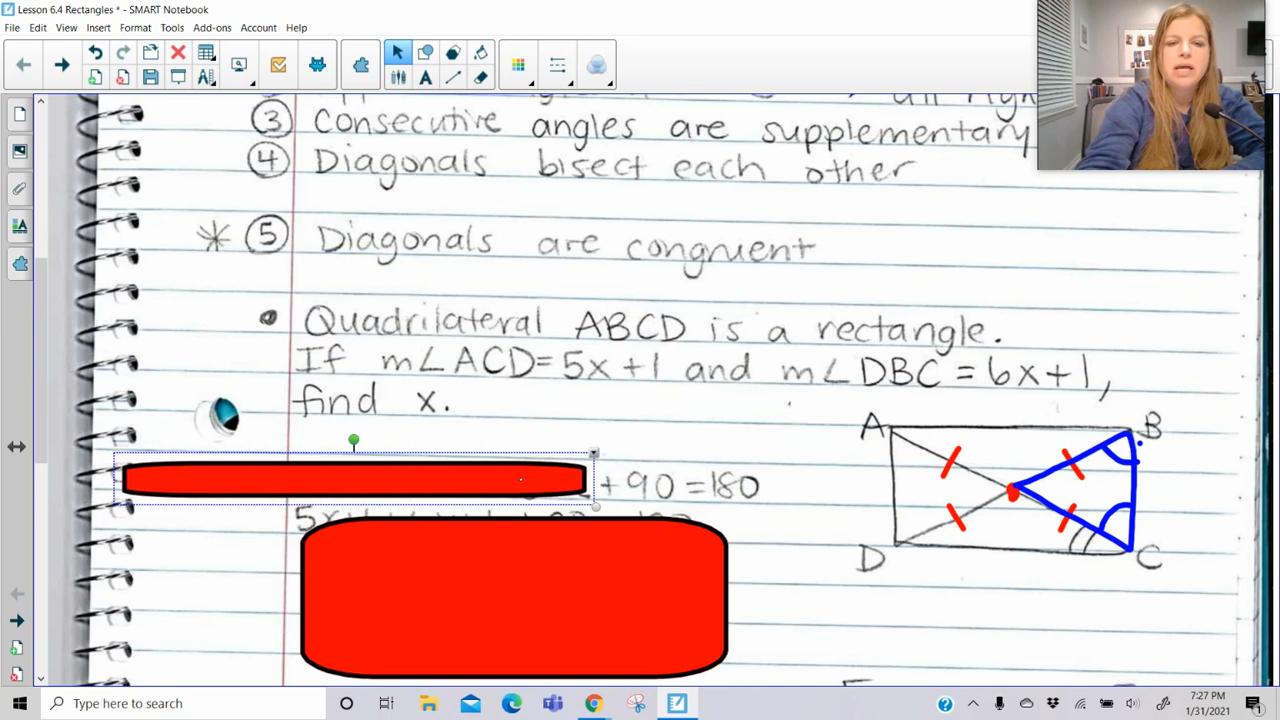 Lesson 6.4 Rectangles * - SMART Notebook
File Edit View Insert Format Tools Add-ons Account Help
③ Consecutive angles are supplementary
④ Diagonals bisect each other
* ⑤ Diagonals are congruent
• Quadrilateral ABCD is a rectangle.
If m∠ACD=5x+1 and m∠DBC=6x+1,
find x.
+90=180
A B
D C
Type here to search
7:27 PM
1/31/2021